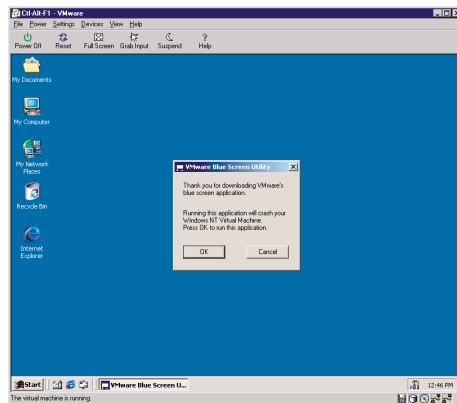 Ctl-Alt-F1 - VMware
File Power Settings Devices View Help
Power Off Reset Full Screen Grab Input Suspend Help
My Documents
My Computer
My Network
Places
Recycle Bin
Internet
Explorer
VMware Blue Screen Utility
Thank you for downloading VMware's
blue screen application.
Running this application will crash your
Windows NT Virtual Machine.
Press OK to run this application.
OK Cancel
Start VMware Blue Screen U... 12:46 PM
The virtual machine is running.